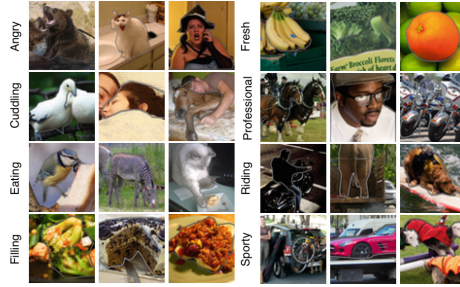 Angry
Fresh
Cuddling
Professional
Eating
Riding
Filling
Sporty
Broccoli